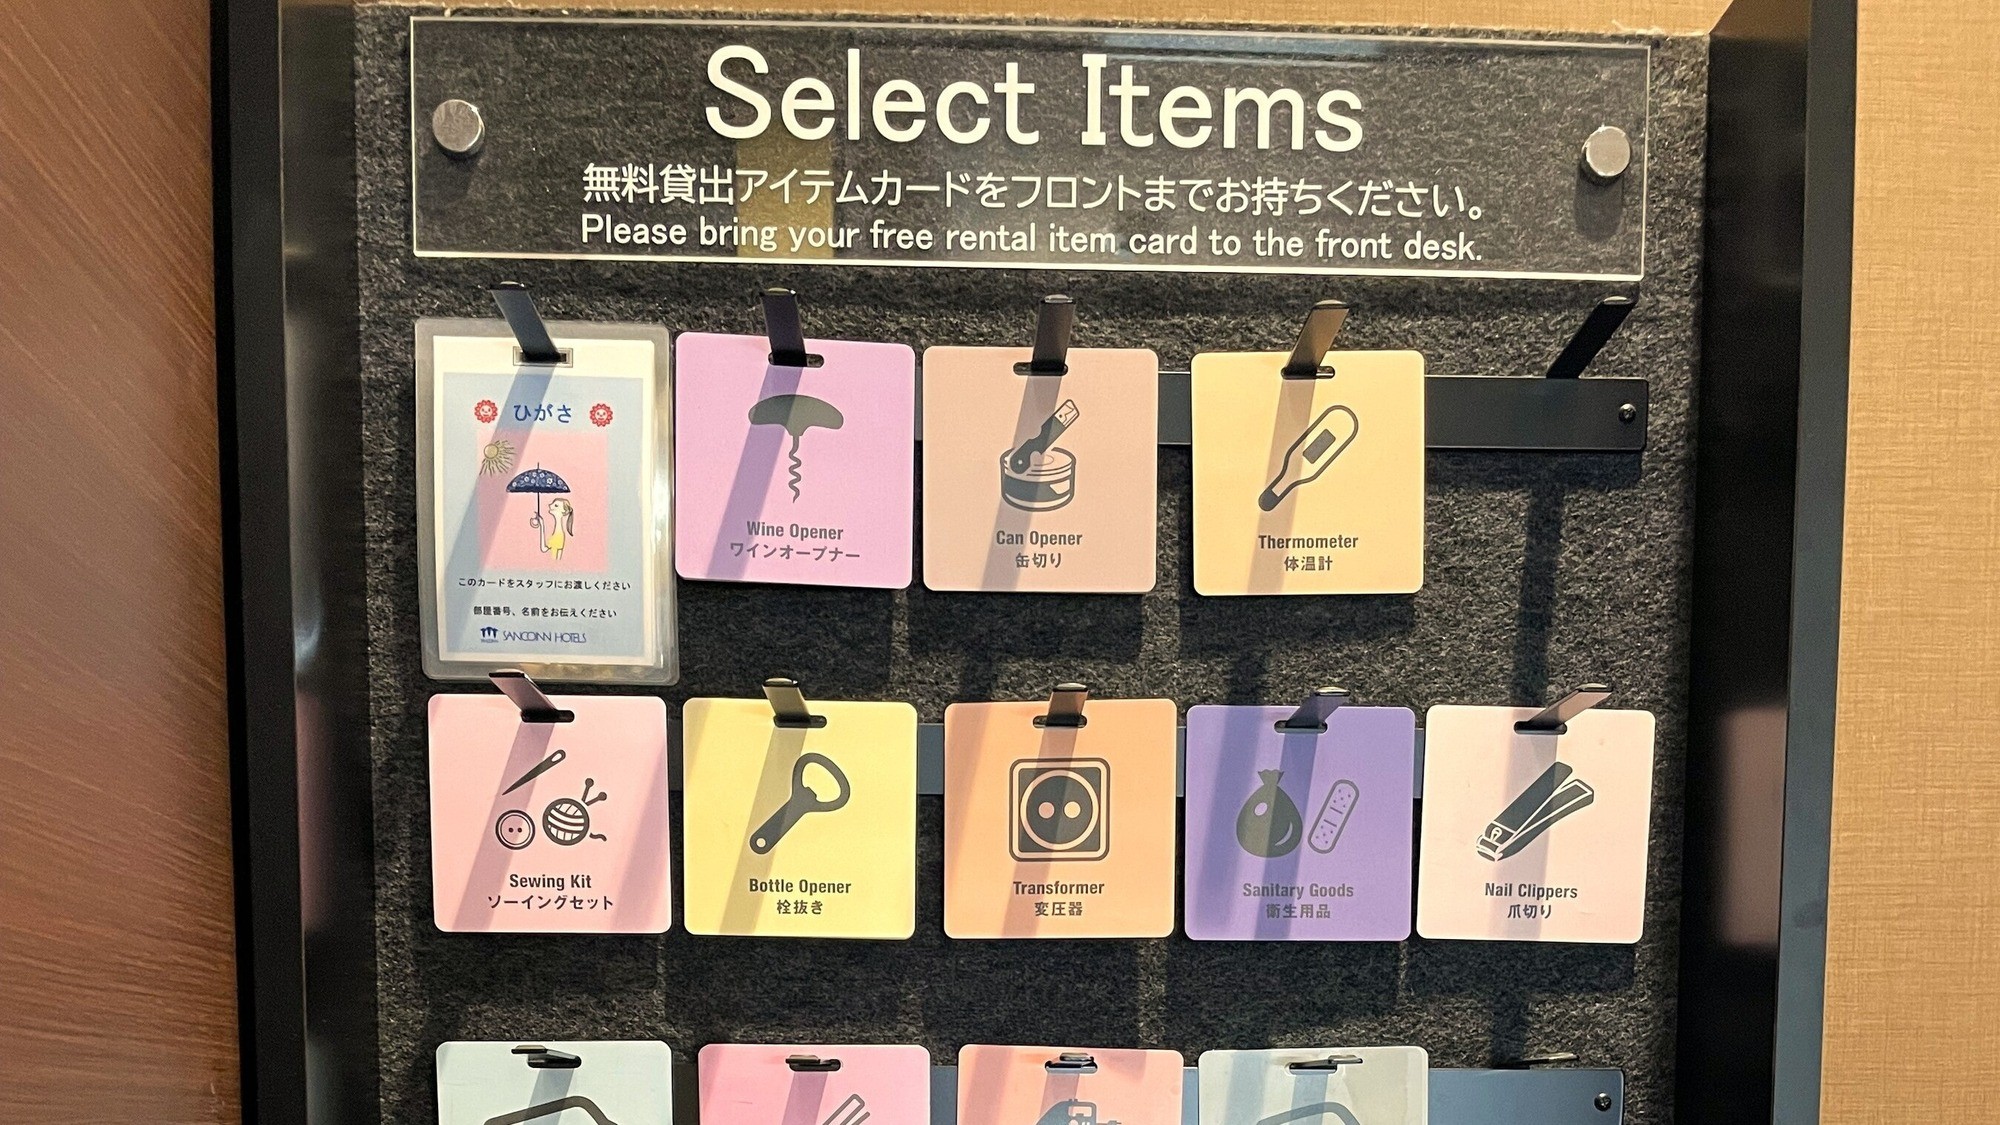 Select Items
無料貸出アイテムカードをフロントまでお持ちください。
Please bring your free rental item card to the front desk.
ひがさ
このカードをスタッフにお渡しください
部屋番号、名前をお伝えください
SANCOINN HOTELS
Wine Opener
ワインオープナー
Can Opener
缶切り
Thermometer
体温計
Sewing Kit
ソーイングセット
Bottle Opener
栓抜き
Transformer
変圧器
Sanitary Goods
衛生用品
Nail Clippers
爪切り